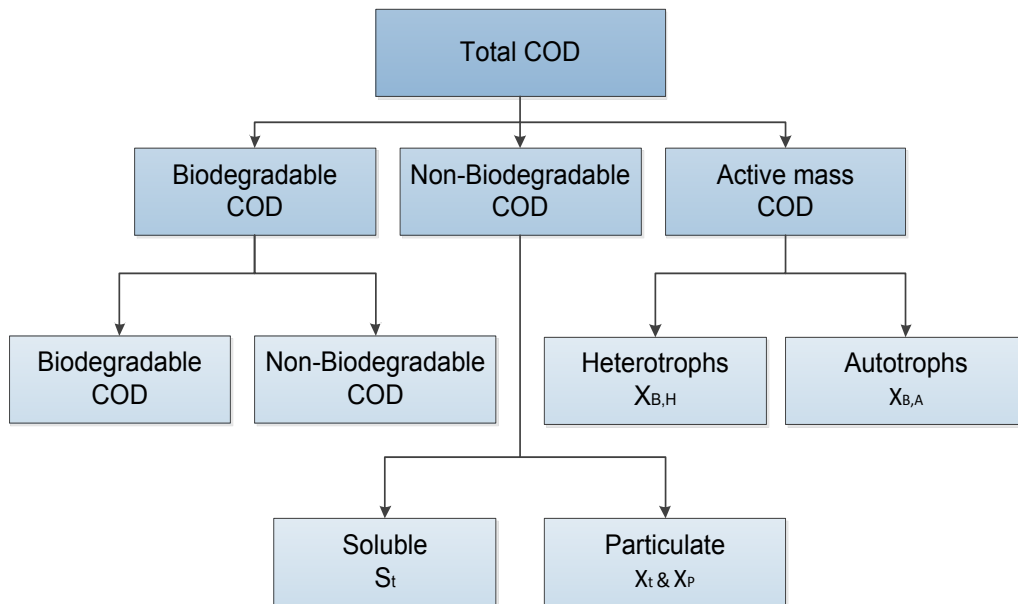 Total COD
Biodegradable
COD
Non-Biodegradable
COD
Active mass
COD
Biodegradable
COD
Non-Biodegradable
COD
Heterotrophs
XB,H
Autotrophs
XB,A
Soluble
St
Particulate
Xt & XP